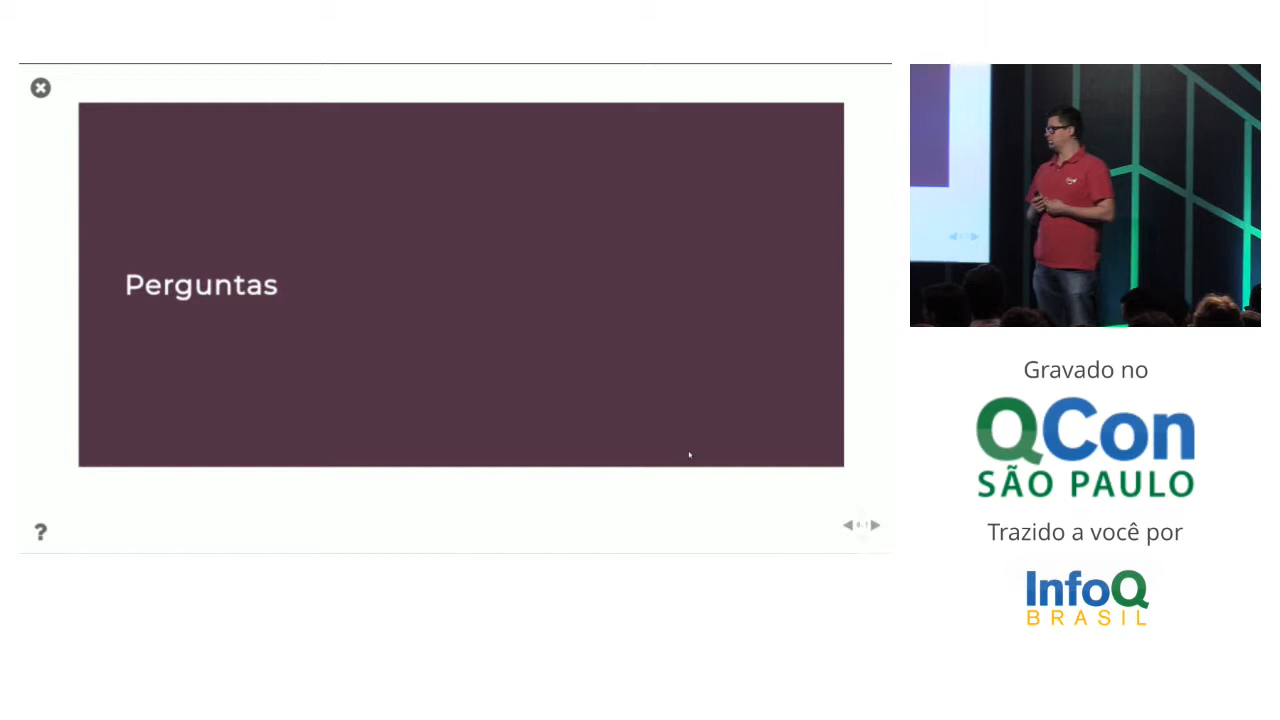 Perguntas
?
Gravado no
QCon
SÃO PAULO
Trazido a você por
InfoQ
BRASIL